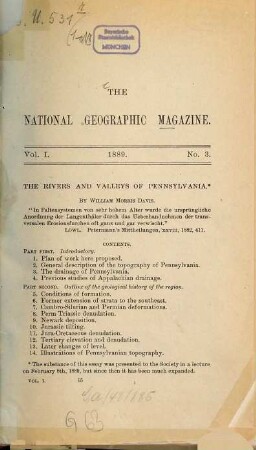 Bayerische
Staatsbibliothek
MÜNCHEN
THE
NATIONAL GEOGRAPHIC MAGAZINE.
Vol. I. 1889. No. 3.
THE RIVERS AND VALLEYS OF PENNSYLVANIA.*
BY WILLIAM MORRIS DAVIS.
"In Faltensystemen von sehr hohem Alter wurde die ursprüngliche
Anordnung der Längenthäler durch das Ueberhandnehmen der trans-
versalen Erosionsfurchen oft ganz und gar verwischt."
LÖWL. Petermann's Mittheilungen, xxviii, 1882, 411.
CONTENTS.
PART FIRST. Introductory.
1. Plan of work here proposed.
2. General description of the topography of Pennsylvania.
3. The drainage of Pennsylvania.
4. Previous studies of Appalachian drainage.
PART SECOND. Outline of the geological history of the region.
5. Conditions of formation.
6. Former extension of strata to the southeast.
7. Cambro-Silurian and Permian deformations.
8. Perm-Triassic denudation.
9. Newark deposition.
10. Jurassic tilting.
11. Jura-Cretaceous denudation.
12. Tertiary elevation and denudation.
13. Later changes of level.
14. Illustrations of Pennsylvanian topography.
* The substance of this essay was presented to the Society in a lecture
on February 8th, 1889, but since then it has been much expanded.
VOL. I. 15